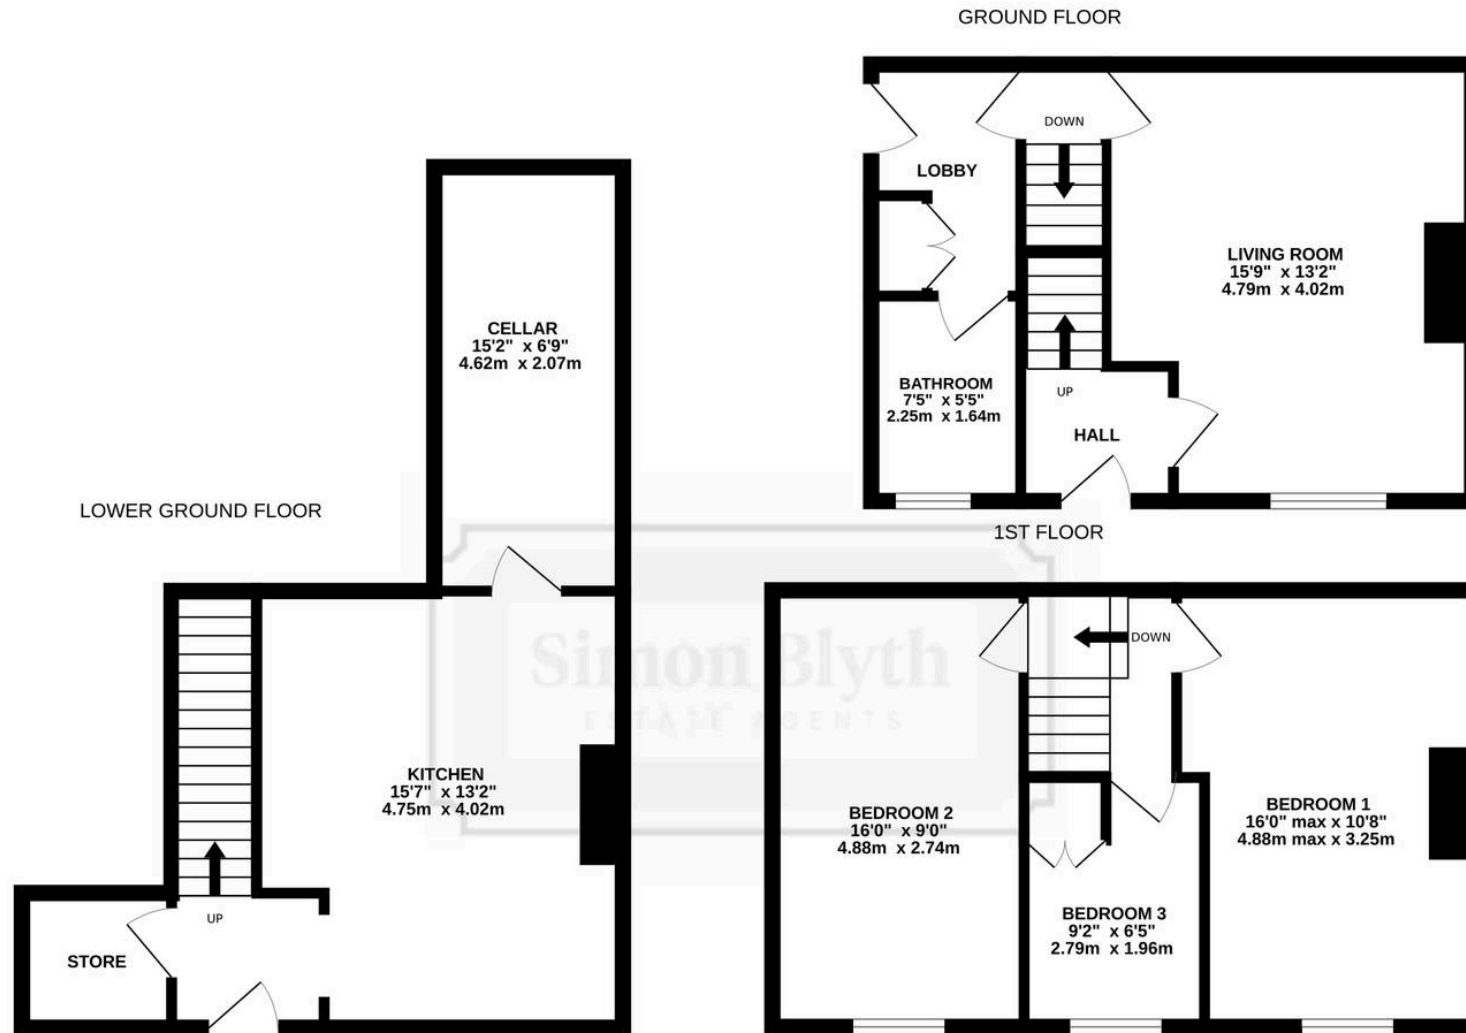 GROUND FLOOR
DOWN
LOBBY
LIVING ROOM
15'9" x 13'2"
4.79m x 4.02m
BATHROOM
7'5" x 5'5"
2.25m x 1.64m
UP
HALL
CELLAR
15'2" x 6'9"
4.62m x 2.07m
LOWER GROUND FLOOR
KITCHEN
15'7" x 13'2"
4.75m x 4.02m
UP
STORE
1ST FLOOR
DOWN
BEDROOM 2
16'0" x 9'0"
4.88m x 2.74m
BEDROOM 1
16'0" max x 10'8"
4.88m max x 3.25m
BEDROOM 3
9'2" x 6'5"
2.79m x 1.96m
Simon Blyth
ESTATE AGENTS